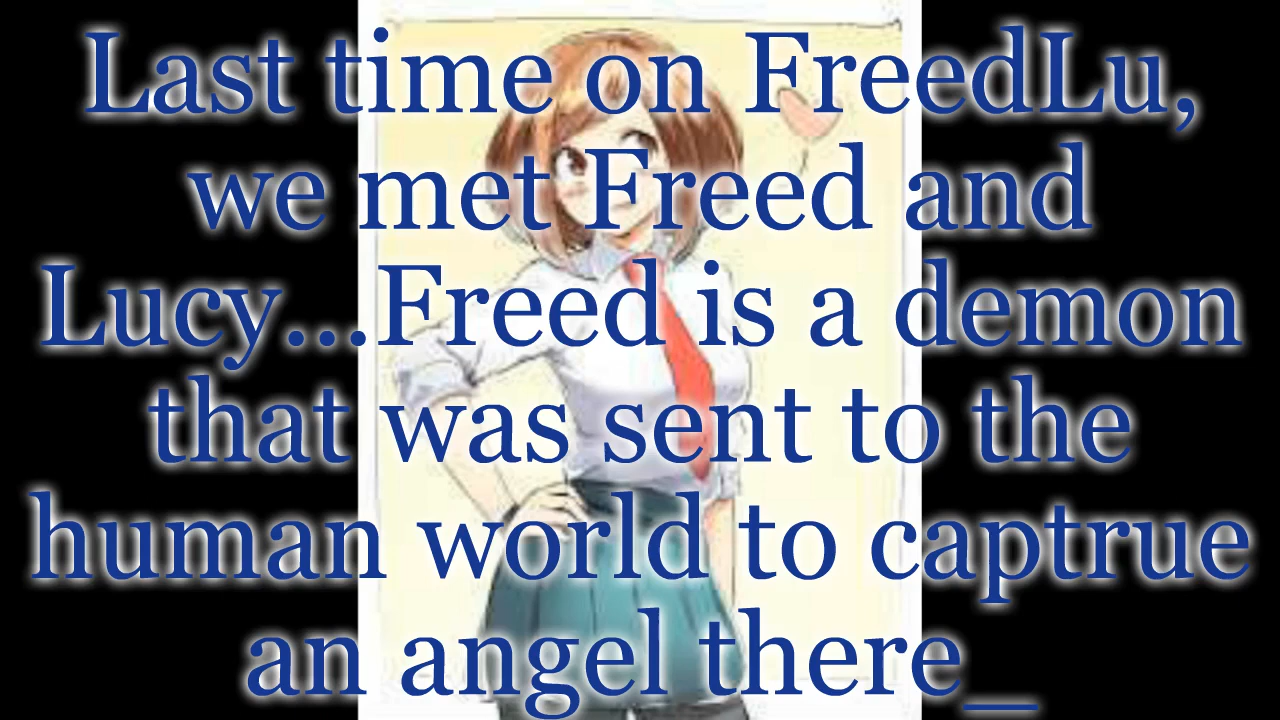 Last time on FreedLu,
we met Freed and
Lucy...Freed is a demon
that was sent to the
human world to captrue
an angel there_